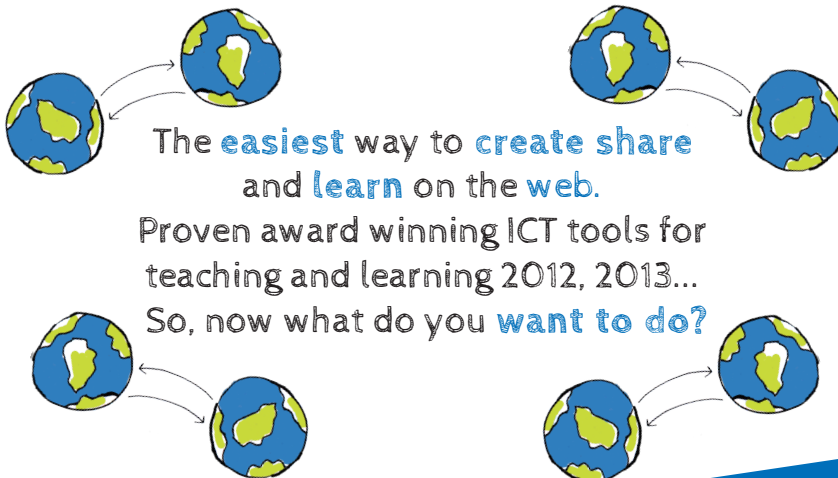 The easiest way to create share
and learn on the web.
Proven award winning ICT tools for
teaching and learning 2012, 2013...
So, now what do you want to do?